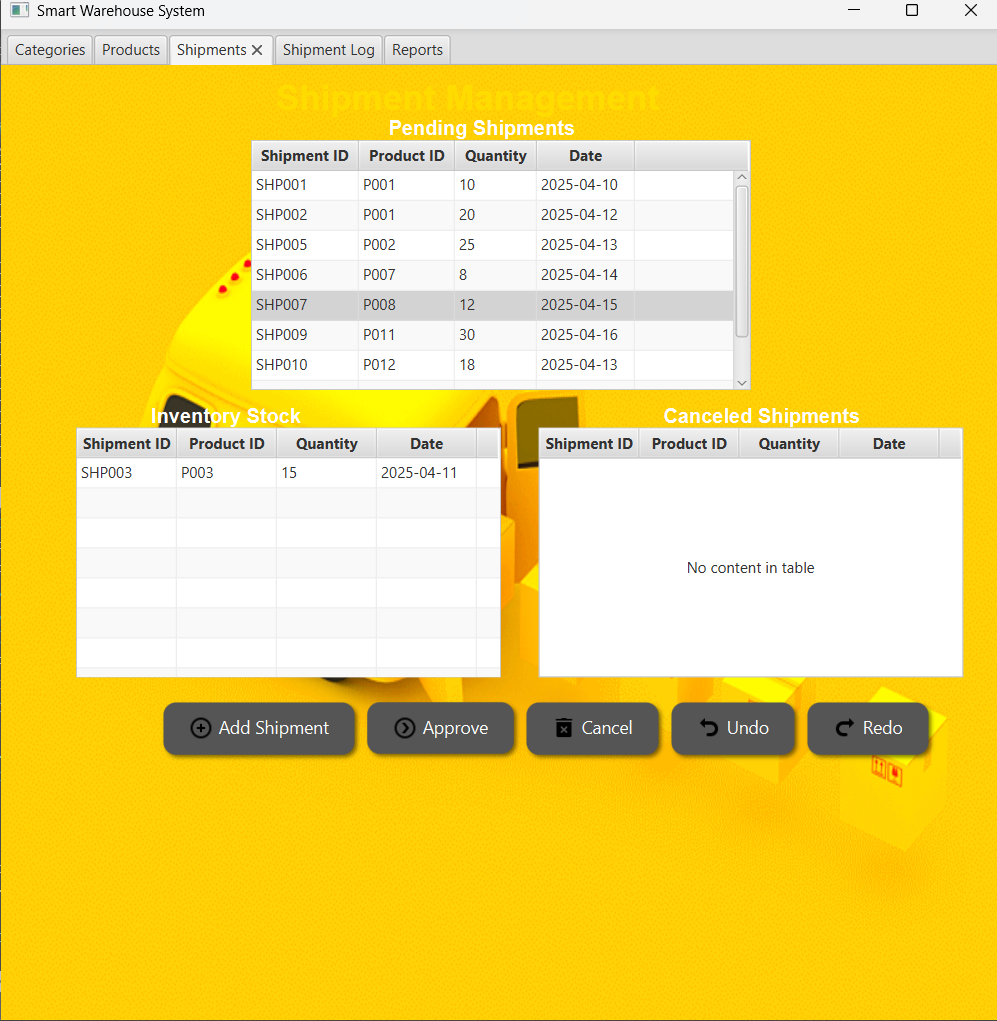 Smart Warehouse System
Categories Products Shipments Shipment Log Reports
Shipment Management
Pending Shipments
Shipment ID Product ID Quantity Date
SHP001 P001 10 2025-04-10
SHP002 P001 20 2025-04-12
SHP005 P002 25 2025-04-13
SHP006 P007 8 2025-04-14
SHP007 P008 12 2025-04-15
SHP009 P011 30 2025-04-16
SHP010 P012 18 2025-04-13
Inventory Stock
Shipment ID Product ID Quantity Date
SHP003 P003 15 2025-04-11
Canceled Shipments
Shipment ID Product ID Quantity Date
No content in table
Add Shipment Approve Cancel Undo Redo